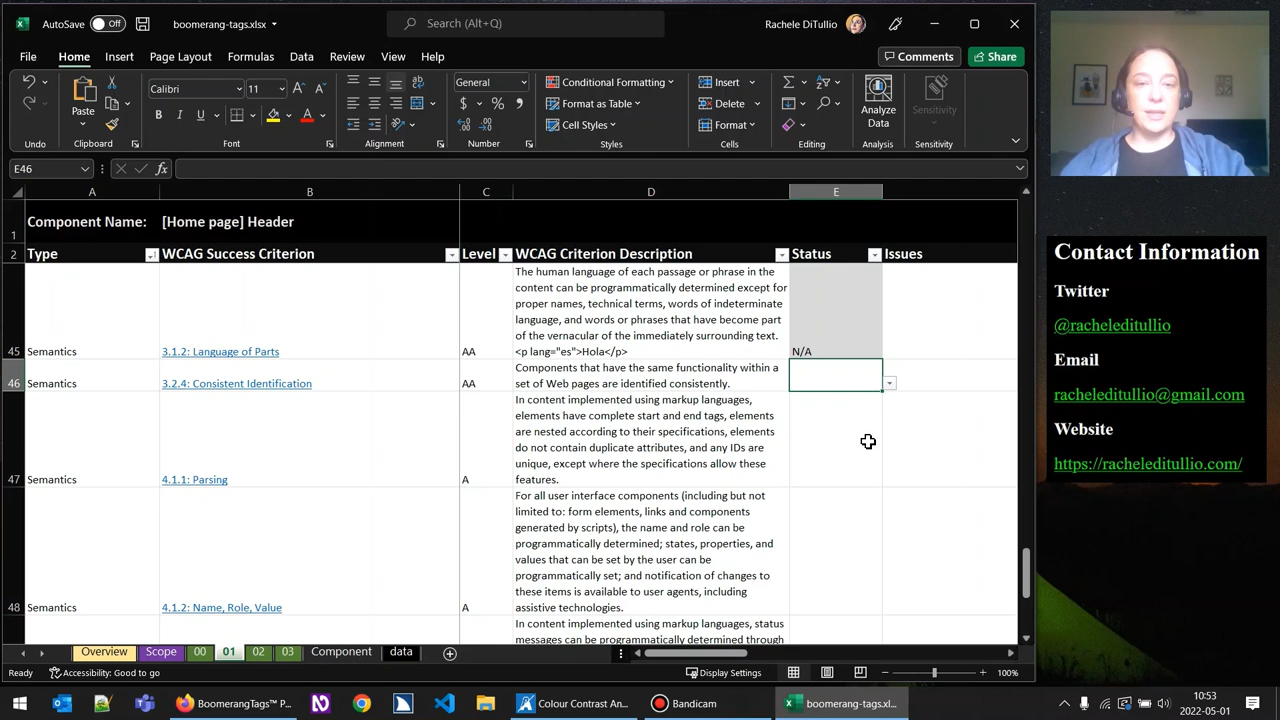 AutoSave Off boomerang-tags.xlsx Search (Alt+Q) Rachele DiTullio
File Home Insert Page Layout Formulas Data Review View Help Comments Share
Calibri 11 General Conditional Formatting Insert
Paste Format as Table Delete Analyze Data Sensitivity
B I U A $ % 9 Cell Styles Format
Undo Clipboard Font Alignment Number Styles Cells Editing Analysis Sensitivity
E46 fx
A B C D E
1 Component Name: [Home page] Header
2 Type WCAG Success Criterion Level WCAG Criterion Description Status Issues
The human language of each passage or phrase in the
content can be programmatically determined except for
proper names, technical terms, words of indeterminate
language, and words or phrases that have become part
of the vernacular of the immediately surrounding text.
45 Semantics 3.1.2: Language of Parts AA <p lang="es">Hola</p> N/A
Components that have the same functionality within a
46 Semantics 3.2.4: Consistent Identification AA set of Web pages are identified consistently.
In content implemented using markup languages,
elements have complete start and end tags, elements
are nested according to their specifications, elements
do not contain duplicate attributes, and any IDs are
unique, except where the specifications allow these
47 Semantics 4.1.1: Parsing A features.
For all user interface components (including but not
limited to: form elements, links and components
generated by scripts), the name and role can be
programmatically determined; states, properties, and
values that can be set by the user can be
programmatically set; and notification of changes to
these items is available to user agents, including
48 Semantics 4.1.2: Name, Role, Value A assistive technologies.
In content implemented using markup languages, status
messages can be programmatically determined through
Overview Scope 00 01 02 03 Component data
Ready Accessibility: Good to go Display Settings 100%
BoomerangTags™ P... Colour Contrast An... Bandicam boomerang-tags.xl... 10:53
2022-05-01
Contact Information
Twitter
@racheleditullio
Email
racheleditullio@gmail.com
Website
https://racheleditullio.com/